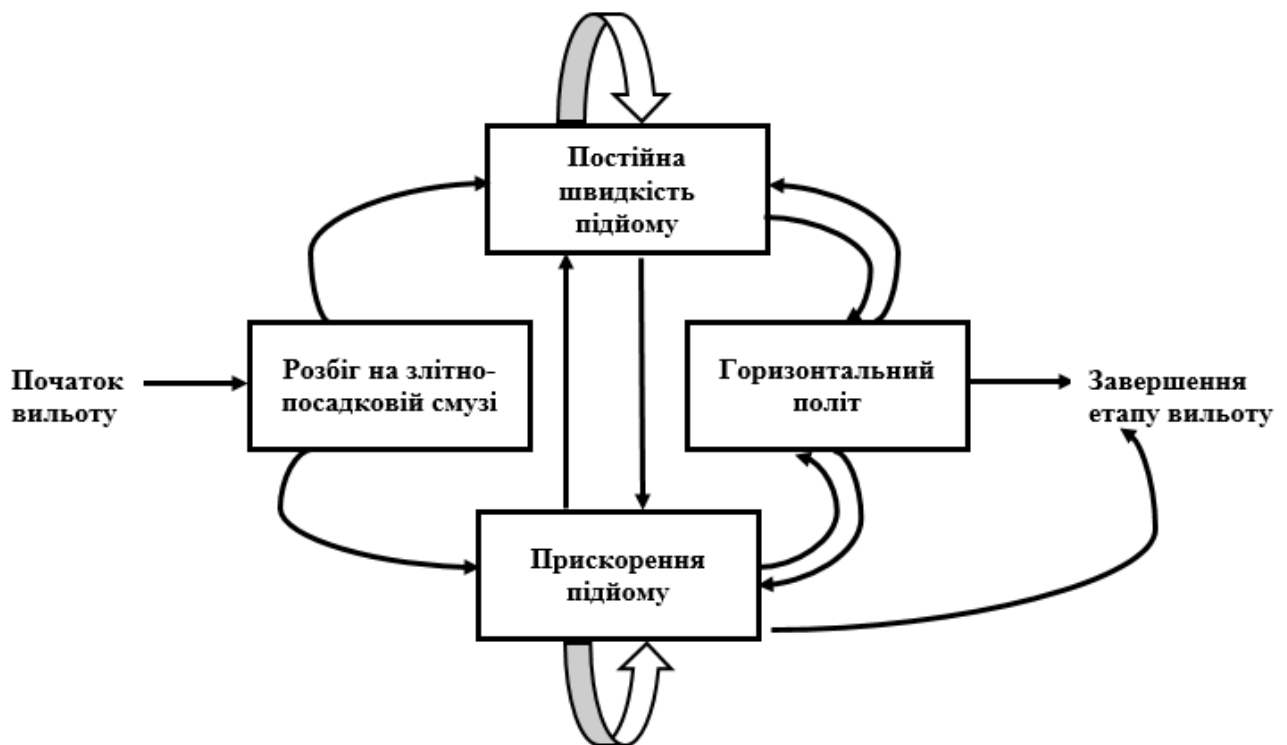 Постійна
швидкість
підйому
Початок
вильоту
Розбіг на злітно-
посадковій смузі
Горизонтальний
політ
Завершення
етапу вильоту
Прискорення
підйому